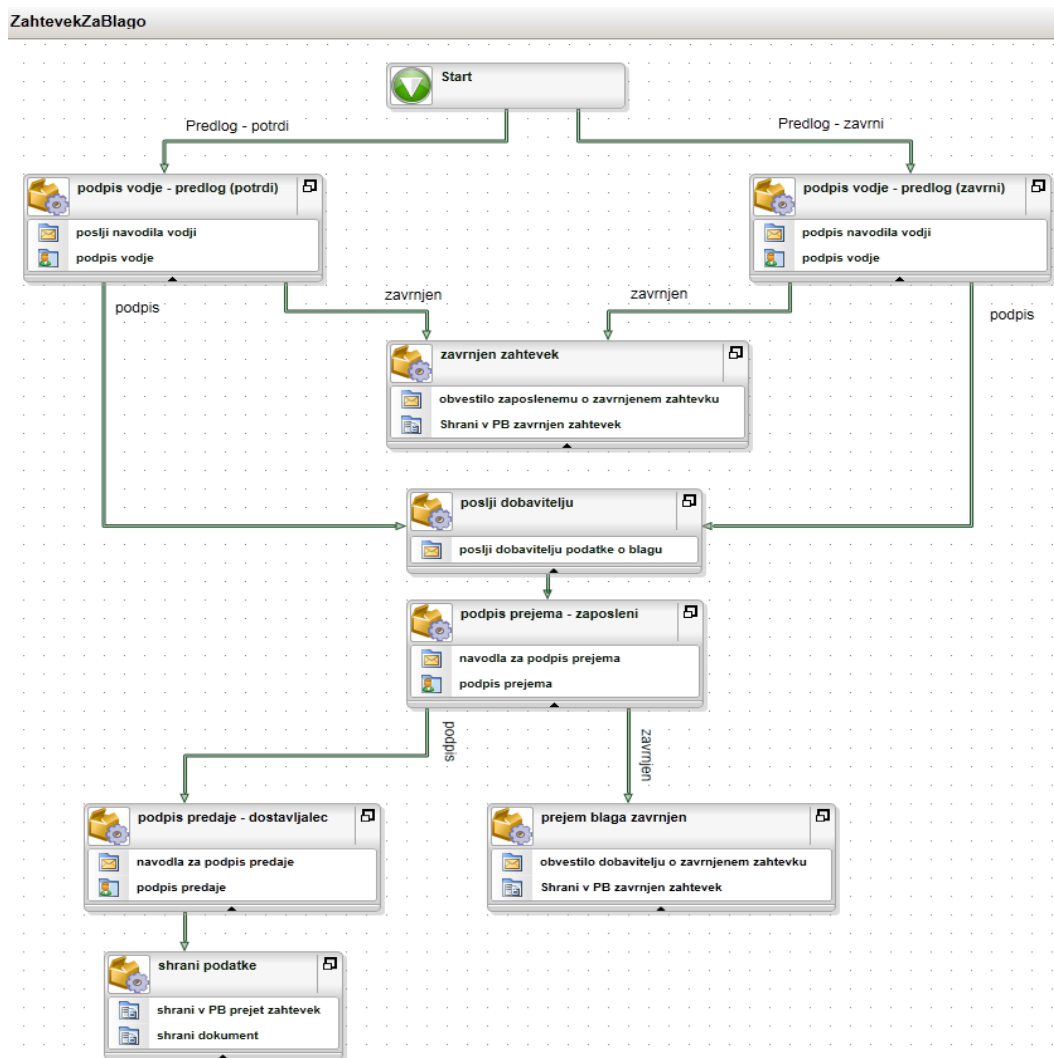 ZahtevekZaBlago
Start
Predlog - potrdi
Predlog - zavrni
podpis vodje - predlog (potrdi)
poslji navodila vodji
podpis vodje
podpis vodje - predlog (zavrni)
podpis navodila vodji
podpis vodje
podpis
zavrnjen
zavrnjen
podpis
zavrnjen zahtevek
obvestilo zaposlenemu o zavrnjenem zahtevku
Shrani v PB zavrnjen zahtevek
poslji dobavitelju
poslji dobavitelju podatke o blagu
podpis prejema - zaposleni
navodla za podpis prejema
podpis prejema
podpis
zavrnjen
podpis predaje - dostavljalec
navodla za podpis predaje
podpis predaje
prejem blaga zavrnjen
obvestilo dobavitelju o zavrnjenem zahtevku
Shrani v PB zavrnjen zahtevek
shrani podatke
shrani v PB prejet zahtevek
shrani dokument